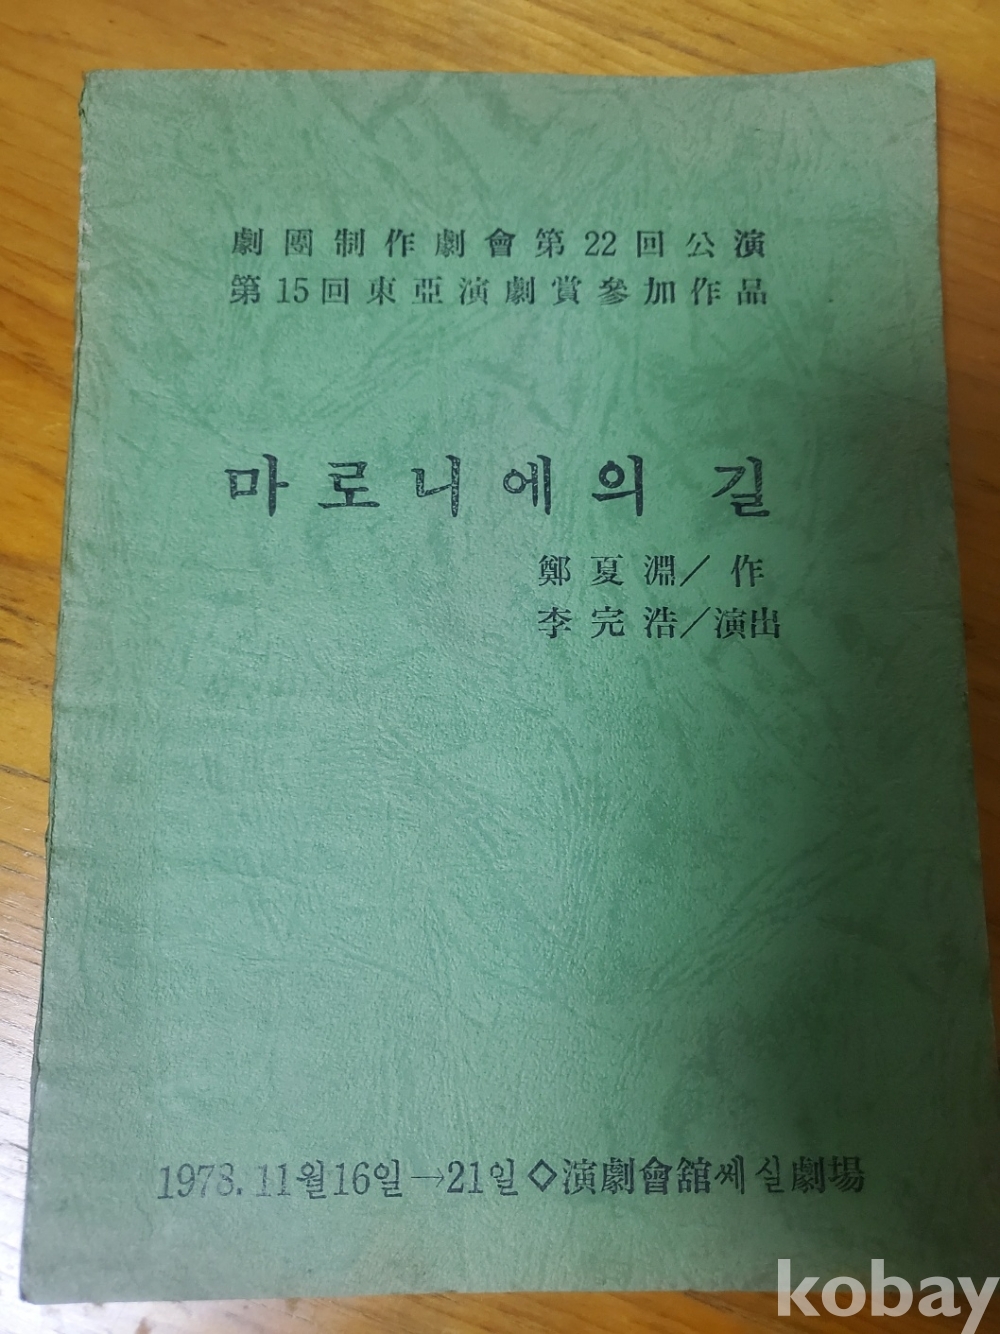 劇團制作劇會第22回公演
第15回東亞演劇賞參加作品
마로니에의 길
鄭夏淵/作
李完浩/演出
1978.11월16일→21일◇演劇會舘쎄실劇場
kobay